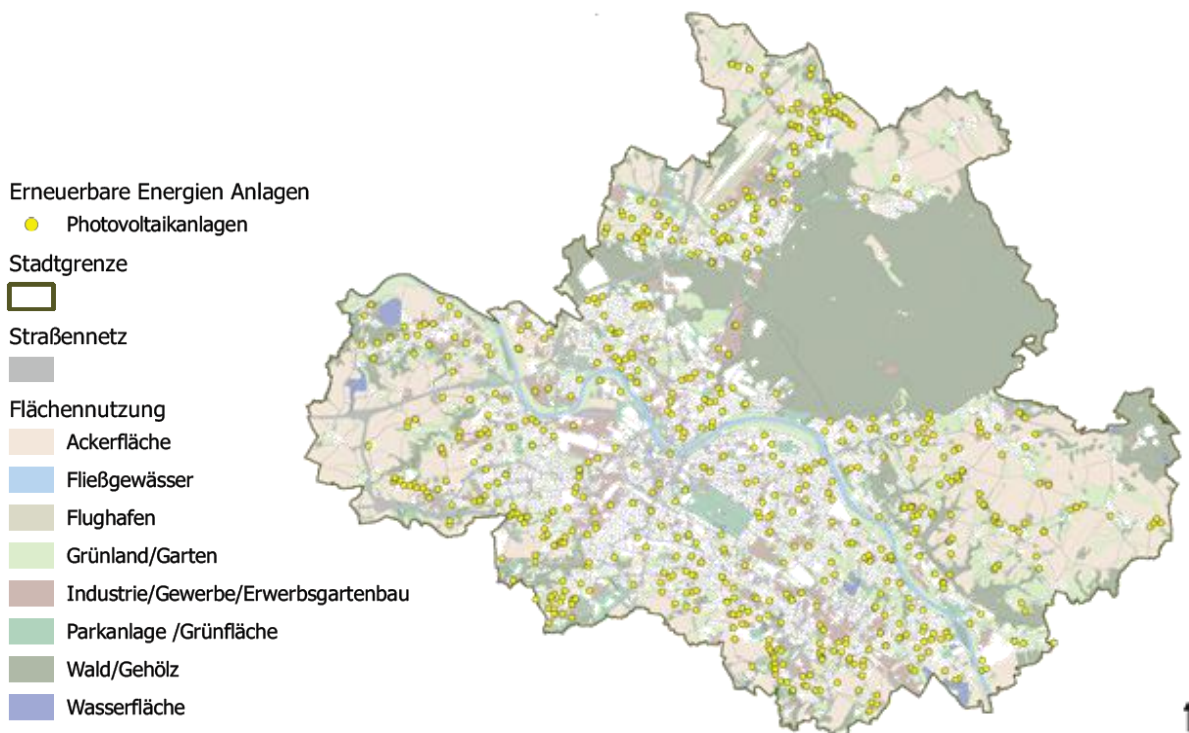 Erneuerbare Energien Anlagen
Photovoltaikanlagen
Stadtgrenze
Straßennetz
Flächennutzung
Ackerfläche
Fließgewässer
Flughafen
Grünland/Garten
Industrie/Gewerbe/Erwerbsgartenbau
Parkanlage /Grünfläche
Wald/Gehölz
Wasserfläche